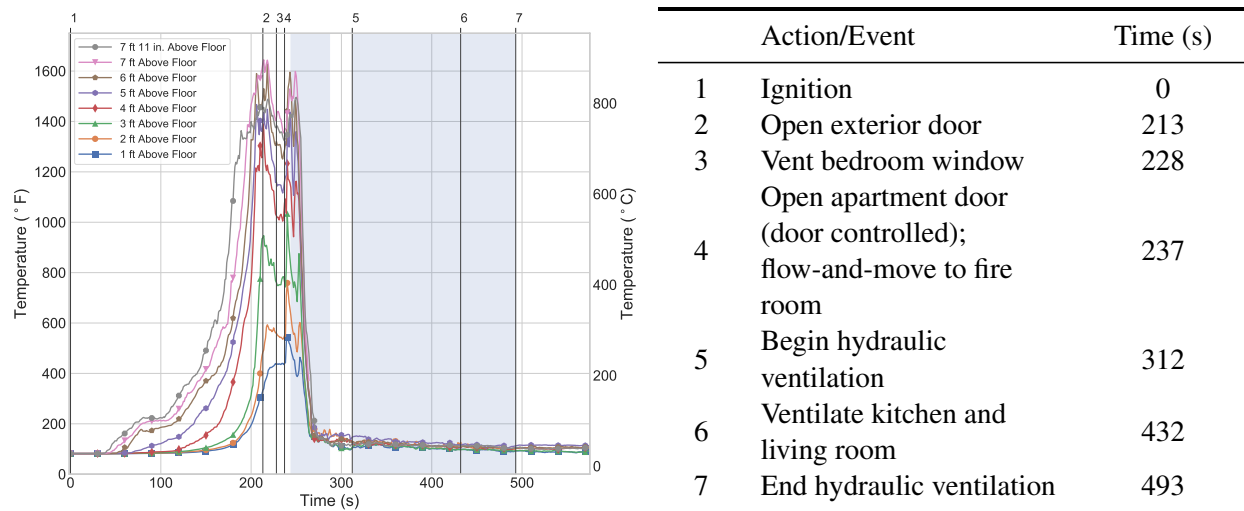 1 2 3 4 5 6 7
7 ft 11 in. Above Floor
7 ft Above Floor
6 ft Above Floor
5 ft Above Floor
4 ft Above Floor
3 ft Above Floor
2 ft Above Floor
1 ft Above Floor
1600
1400
1200
1000
800
600
400
200
0
Temperature (°F)
800
600
400
200
0
Temperature (°C)
0 100 200 300 400 500
Time (s)
Action/Event Time (s)
1 Ignition 0
2 Open exterior door 213
3 Vent bedroom window 228
Open apartment door
(door controlled);
4 flow-and-move to fire 237
room
5 Begin hydraulic 312
ventilation
6 Ventilate kitchen and 432
living room
7 End hydraulic ventilation 493